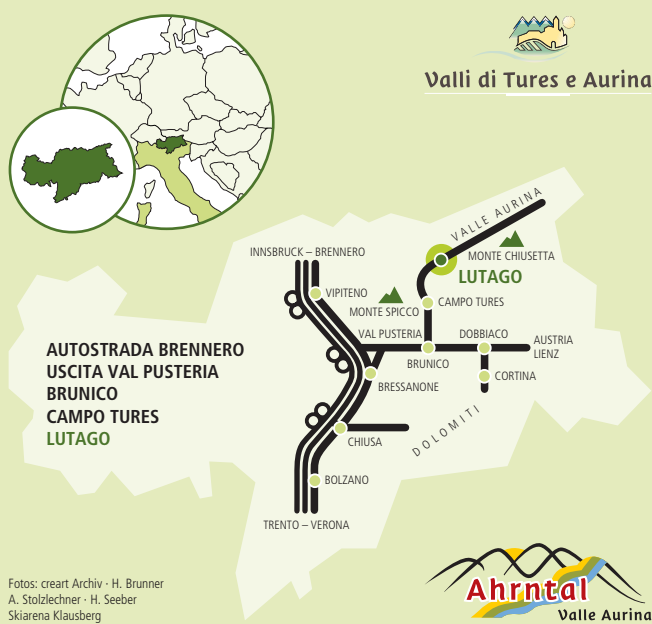 Valli di Tures e Aurina
VALLE AURINA
INNSBRUCK – BRENNERO
MONTE CHIUSETTA
LUTAGO
VIPITENO
CAMPO TURES
MONTE SPICCO
VAL PUSTERIA
DOBBIACO
AUSTRIA
LIENZ
BRUNICO
CORTINA
BRESSANONE
DOLOMITI
CHIUSA
BOLZANO
TRENTO – VERONA
AUTOSTRADA BRENNERO
USCITA VAL PUSTERIA
BRUNICO
CAMPO TURES
LUTAGO
Fotos: creart Archiv · H. Brunner
A. Stolzlechner · H. Seeber
Skiarena Klausberg
Ahrntal
Valle Aurina